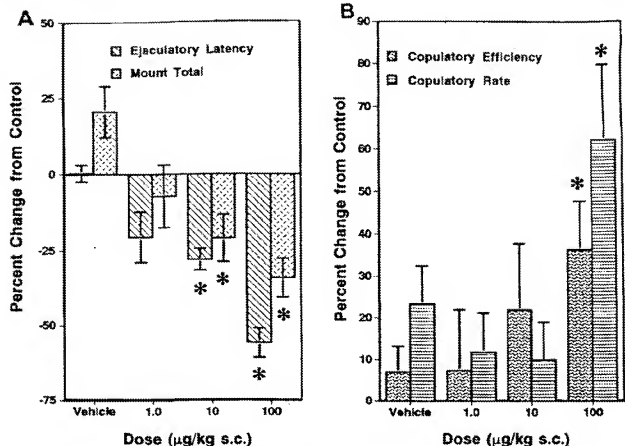 A
50
25
0
-25
-50
-75
Percent Change from Control
Ejaculatory Latency
Mount Total
*
*
*
*
Vehicle
1.0
10
100
Dose (µg/kg s.c.)
B
90
80
70
60
50
40
30
20
10
0
Percent Change from Control
Copulatory Efficiency
Copulatory Rate
*
*
Vehicle
1.0
10
100
Dose (µg/kg s.c.)